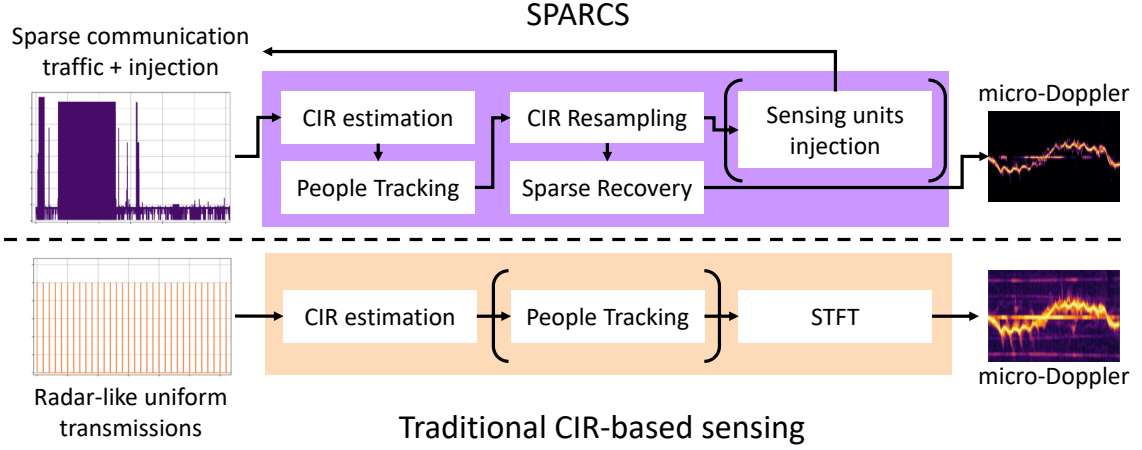 SPARCS
Sparse communication
traffic + injection
CIR estimation
People Tracking
CIR Resampling
Sparse Recovery
Sensing units
injection
micro-Doppler
CIR estimation
People Tracking
STFT
micro-Doppler
Radar-like uniform
transmissions
Traditional CIR-based sensing